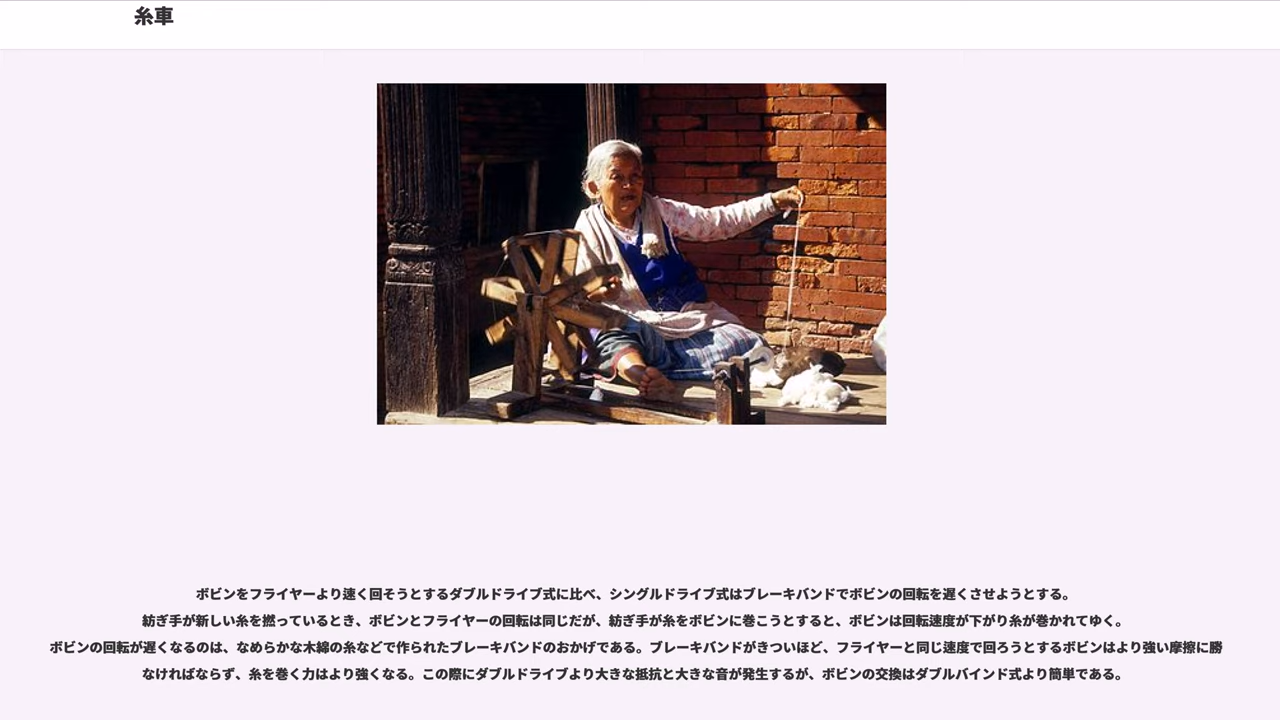 糸車
ボビンをフライヤーより速く回そうとするダブルドライブ式に比べ、シングルドライブ式はブレーキバンドでボビンの回転を遅くさせようとする。
紡ぎ手が新しい糸を撚っているとき、ボビンとフライヤーの回転は同じだが、紡ぎ手が糸をボビンに巻こうとすると、ボビンは回転速度が下がり糸が巻かれてゆく。
ボビンの回転が遅くなるのは、なめらかな木綿の糸などで作られたブレーキバンドのおかげである。ブレーキバンドがきついほど、フライヤーと同じ速度で回ろうとするボビンはより強い摩擦に勝
なければならず、糸を巻く力はより強くなる。この際にダブルドライブより大きな抵抗と大きな音が発生するが、ボビンの交換はダブルバインド式より簡単である。